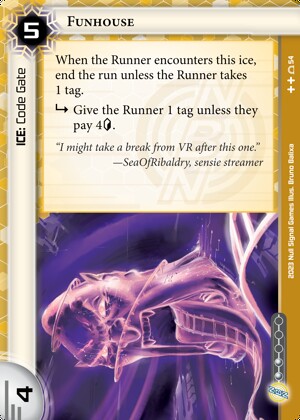 5
FUNHOUSE
ICE: Code Gate
When the Runner encounters this ice,
end the run unless the Runner takes
1 tag.
↳ Give the Runner 1 tag unless they
pay 4.
“I might take a break from VR after this one.”
—SeaOfRibaldry, sensie streamer
54
2023 Null Signal Games Illus. Bruno Balixa
4